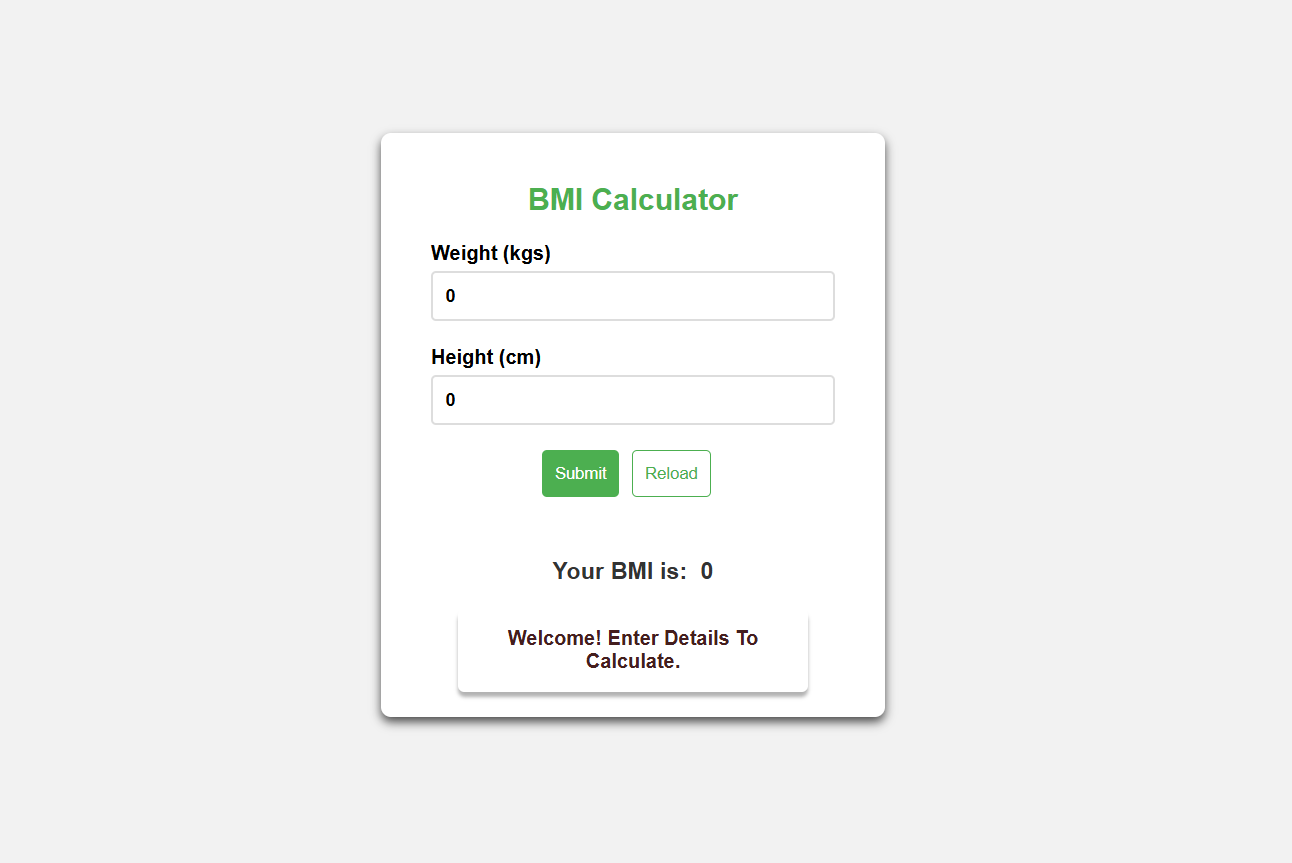 BMI Calculator
Weight (kgs)
0
Height (cm)
0
Submit Reload
Your BMI is: 0
Welcome! Enter Details To
Calculate.